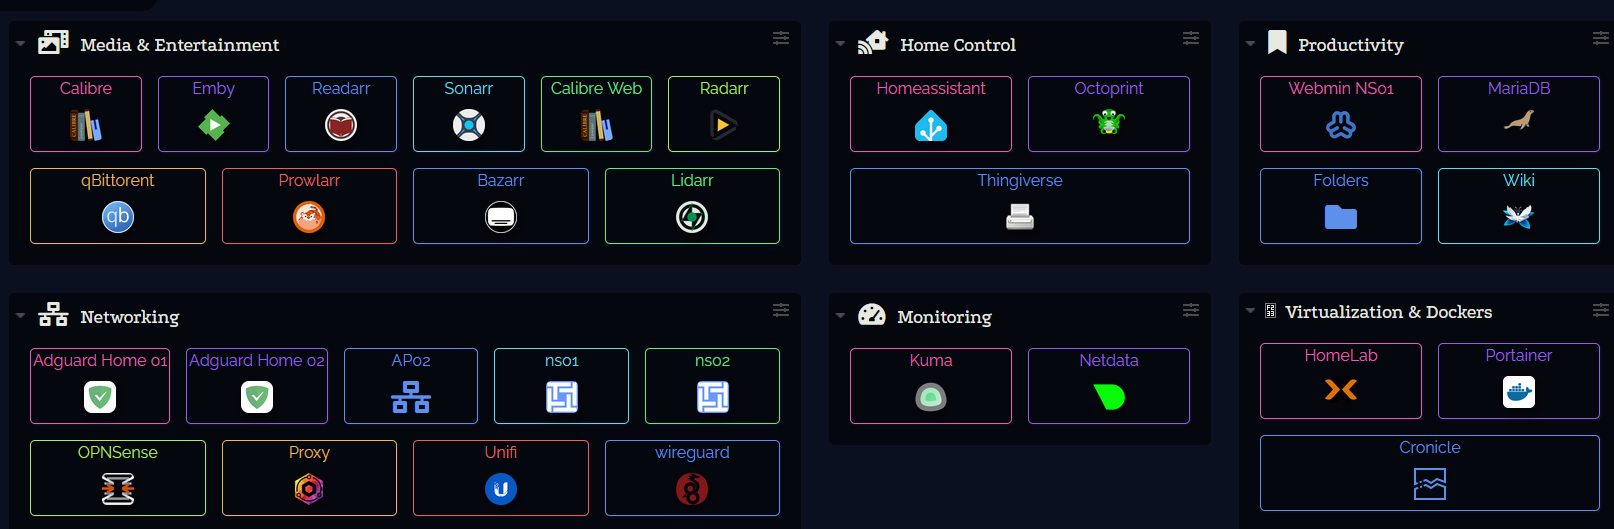 Media & Entertainment
Calibre
Emby
Readarr
Sonarr
Calibre Web
Radarr
qBittorent
qb
Prowlarr
Bazarr
Lidarr
Home Control
Homeassistant
Octoprint
Thingiverse
Productivity
Webmin NS01
MariaDB
Folders
Wiki
Networking
Adguard Home 01
Adguard Home 02
AP02
ns01
ns02
OPNSense
Proxy
Unifi
wireguard
Monitoring
Kuma
Netdata
Virtualization & Dockers
HomeLab
Portainer
Cronicle